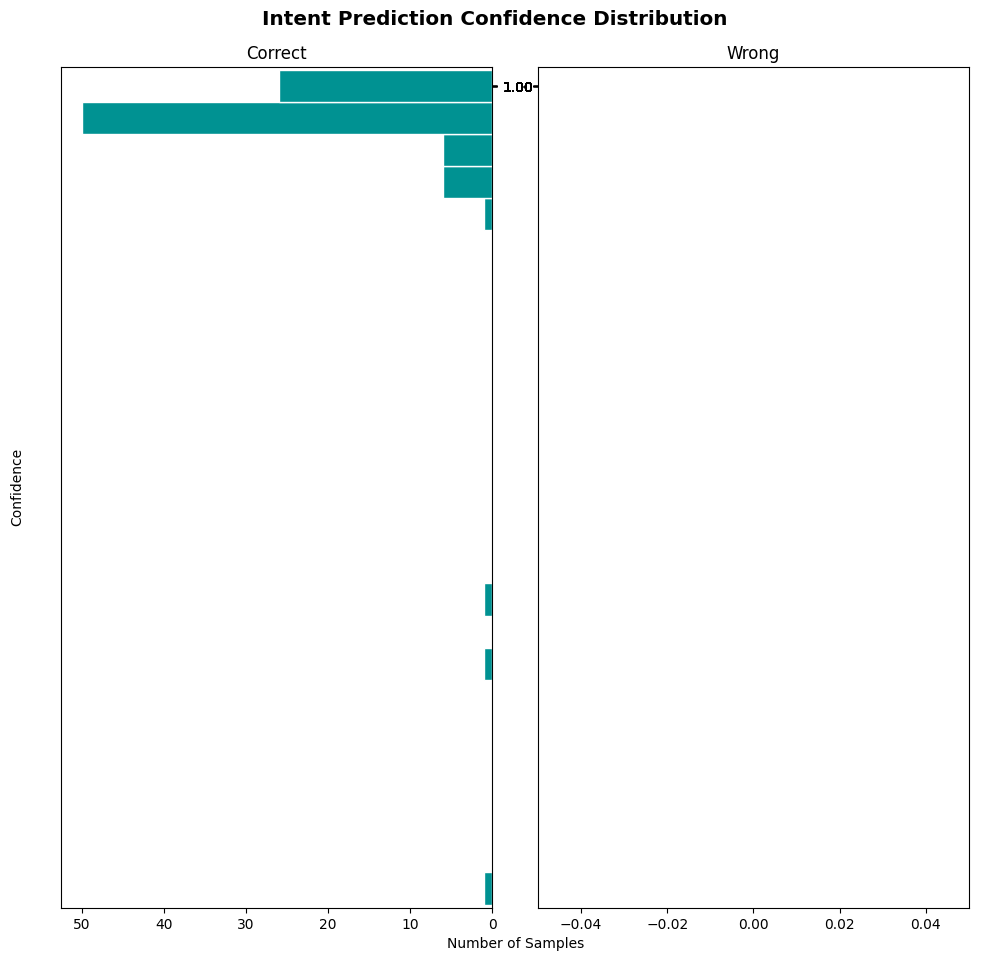 Intent Prediction Confidence Distribution
Correct
Wrong
1.00
Confidence
50 40 30 20 10 0
−0.04 −0.02 0.00 0.02 0.04
Number of Samples